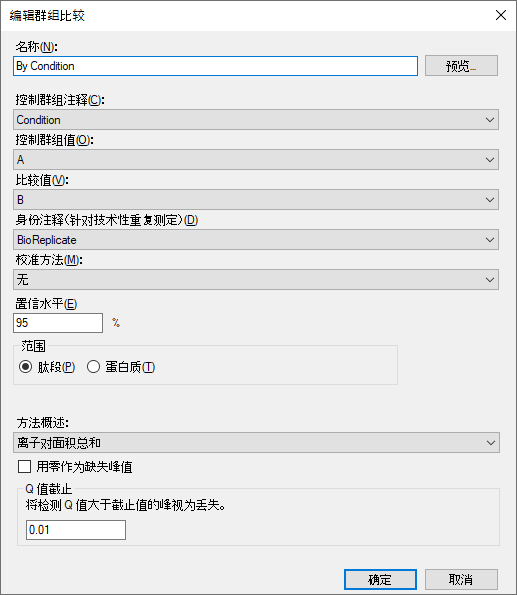 编辑群组比较
名称(N):
By Condition
预览...
控制群组注释(C):
Condition
控制群组值(O):
A
比较值(V):
B
身份注释(针对技术性重复测定)(D)
BioReplicate
校准方法(M):
无
置信水平(E)
95 %
范围
肽段(P) 蛋白质(T)
方法概述:
离子对面积总和
用零作为缺失峰值
Q 值截止
将检测 Q 值大于截止值的峰视为丢失。
0.01
确定 取消